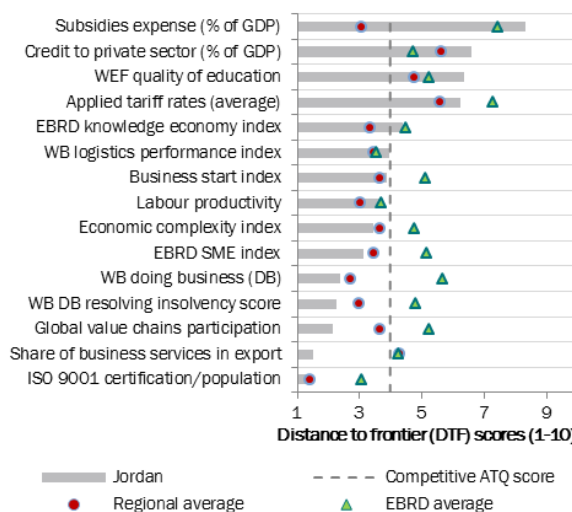 Subsidies expense (% of GDP)
Credit to private sector (% of GDP)
WEF quality of education
Applied tariff rates (average)
EBRD knowledge economy index
WB logistics performance index
Business start index
Labour productivity
Economic complexity index
EBRD SME index
WB doing business (DB)
WB DB resolving insolvency score
Global value chains participation
Share of business services in export
ISO 9001 certification/population
1 3 5 7 9
Distance to frontier (DTF) scores (1-10)
Jordan Competitive ATQ score
Regional average EBRD average